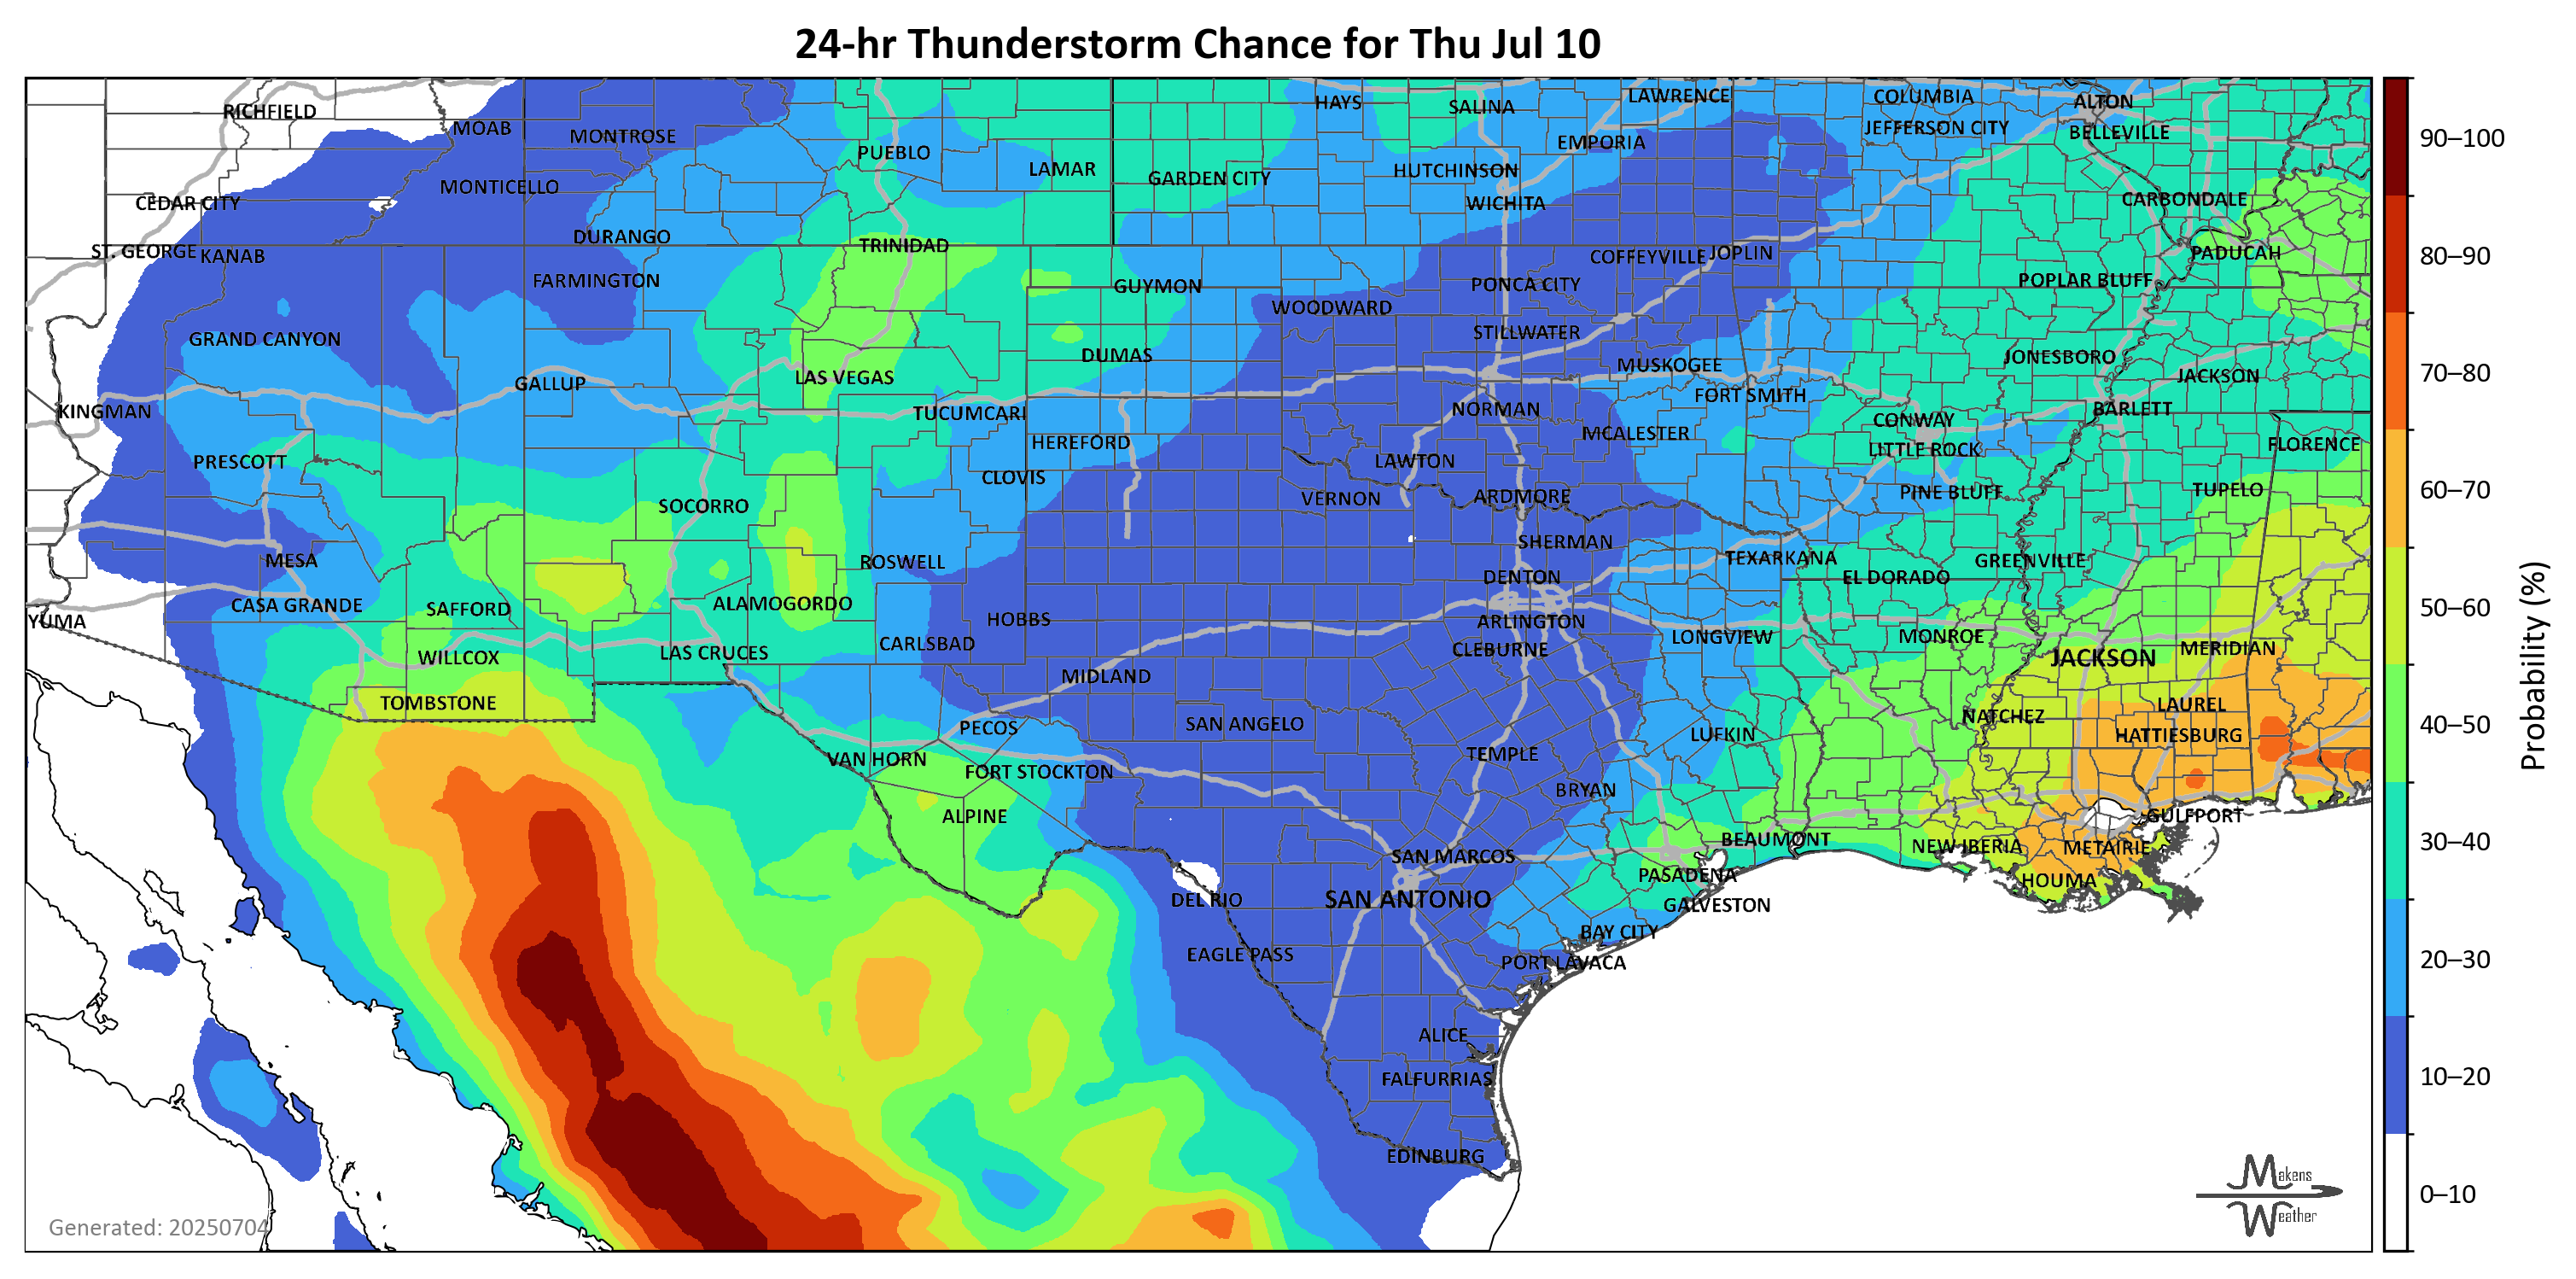 24-hr Thunderstorm Chance for Thu Jul 10
RICHFIELD
MOAB
MONTROSE
PUEBLO
LAMAR
GARDEN CITY
HAYS
SALINA
LAWRENCE
EMPORIA
HUTCHINSON
WICHITA
COLUMBIA
JEFFERSON CITY
ALTON
BELLEVILLE
CARBONDALE
PADUCAH
CEDAR CITY
MONTICELLO
ST. GEORGE
KANAB
DURANGO
TRINIDAD
FARMINGTON
GUYMON
WOODWARD
PONCA CITY
COFFEYVILLE
JOPLIN
POPLAR BLUFF
GRAND CANYON
STILLWATER
DUMAS
MUSKOGEE
JONESBORO
JACKSON
GALLUP
LAS VEGAS
FORT SMITH
KINGMAN
TUCUMCARI
NORMAN
CONWAY
BARLETT
HEREFORD
MCALESTER
LITTLE ROCK
FLORENCE
PRESCOTT
CLOVIS
LAWTON
VERNON
ARDMORE
PINE BLUFF
TUPELO
SOCORRO
SHERMAN
MESA
ROSWELL
TEXARKANA
GREENVILLE
DENTON
EL DORADO
CASA GRANDE
SAFFORD
ALAMOGORDO
YUMA
HOBBS
ARLINGTON
CARLSBAD
CLEBURNE
LONGVIEW
MONROE
JACKSON
MERIDIAN
WILLCOX
LAS CRUCES
MIDLAND
TOMBSTONE
PECOS
SAN ANGELO
LUFKIN
NATCHEZ
LAUREL
HATTIESBURG
VAN HORN
FORT STOCKTON
TEMPLE
BRYAN
ALPINE
GULFPORT
SAN MARCOS
BEAUMONT
NEW IBERIA
METAIRIE
PASADENA
HOUMA
DEL RIO
SAN ANTONIO
GALVESTON
BAY CITY
EAGLE PASS
PORT LAVACA
ALICE
FALFURRIAS
EDINBURG
90–100
80–90
70–80
60–70
50–60
40–50
30–40
20–30
10–20
0–10
Probability (%)
Generated: 20250704
Makens
Weather